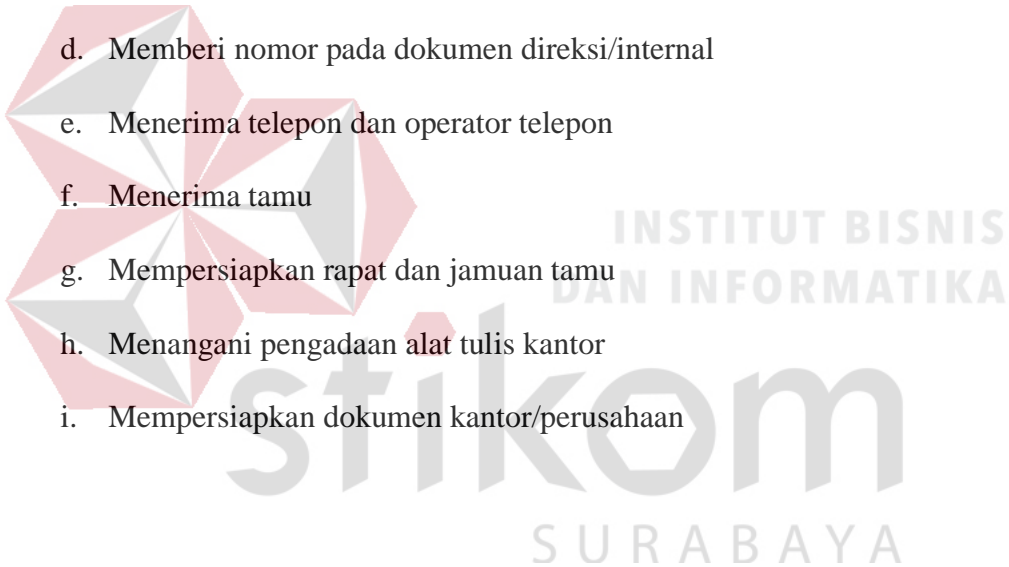 d. Memberi nomor pada dokumen direksi/internal
e. Menerima telepon dan operator telepon
f. Menerima tamu
INSTITUT BISNIS
g. Mempersiapkan rapat dan jamuan tamu
DAN INFORMATIKA
h. Menangani pengadaan alat tulis kantor
stikom
i. Mempersiapkan dokumen kantor/perusahaan
SURABAYA